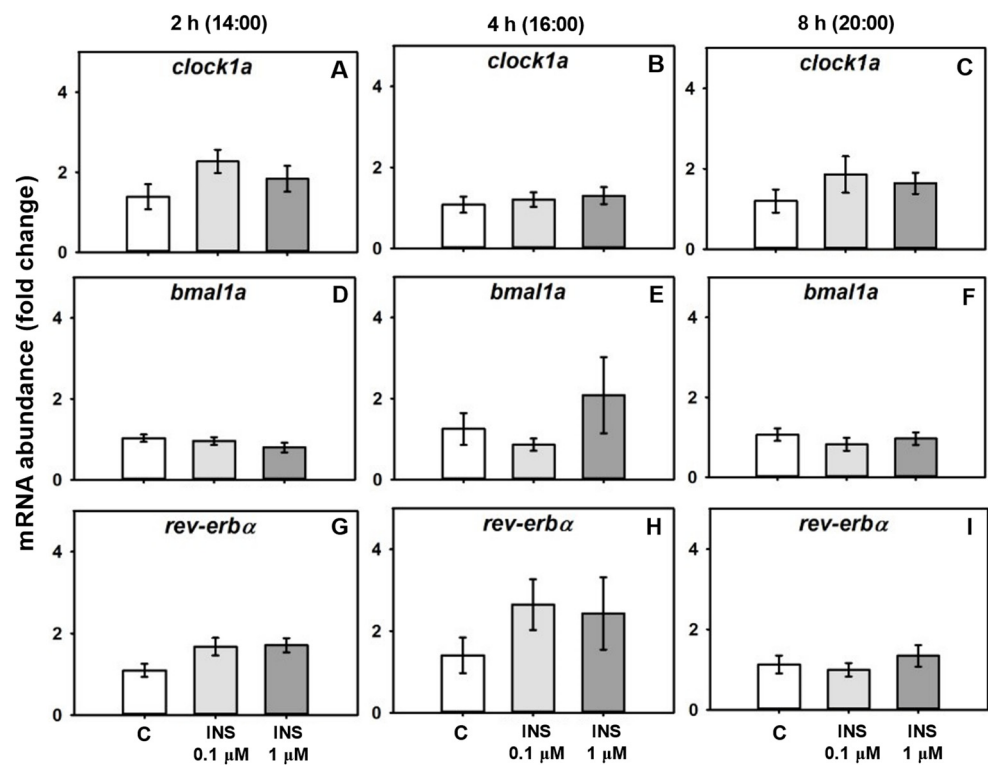 2 h (14:00)
4 h (16:00)
8 h (20:00)
mRNA abundance (fold change)
clock1a A
4
2
0
clock1a B
4
2
0
clock1a C
4
2
0
bmal1a D
4
2
0
bmal1a E
4
2
0
bmal1a F
4
2
0
rev-erbα G
4
2
0
rev-erbα H
4
2
0
rev-erbα I
4
2
0
C
INS
0.1 μM
INS
1 μM
C
INS
0.1 μM
INS
1 μM
C
INS
0.1 μM
INS
1 μM